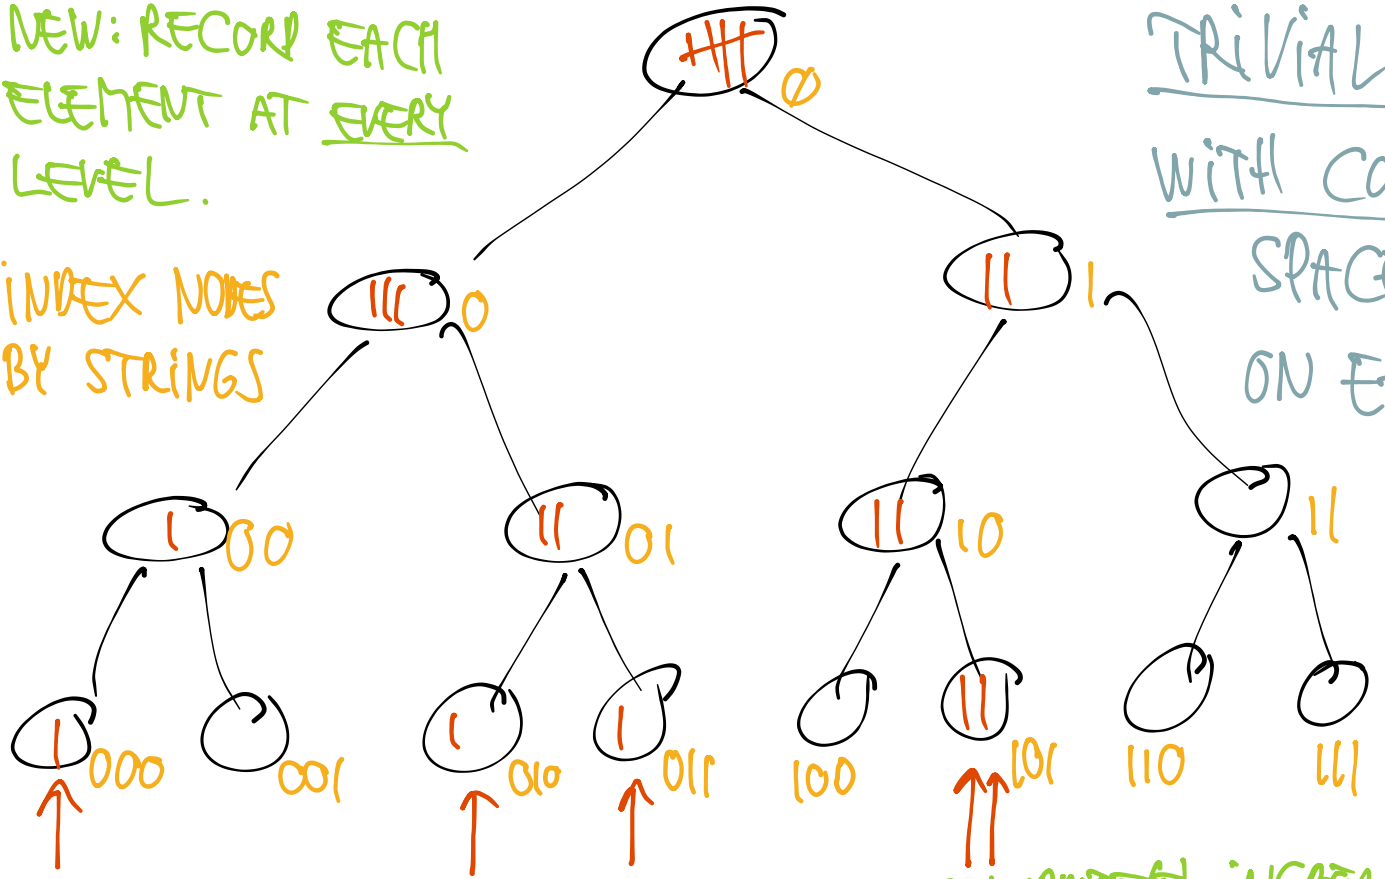 NEW: RECORD EACH
ELEMENT AT EVERY
LEVEL.
INDEX NODES
BY STRINGS
TRIVIAL
WITH
ON
∅
0
1
00
01
10
11
000
001
010
011
100
101
110
111